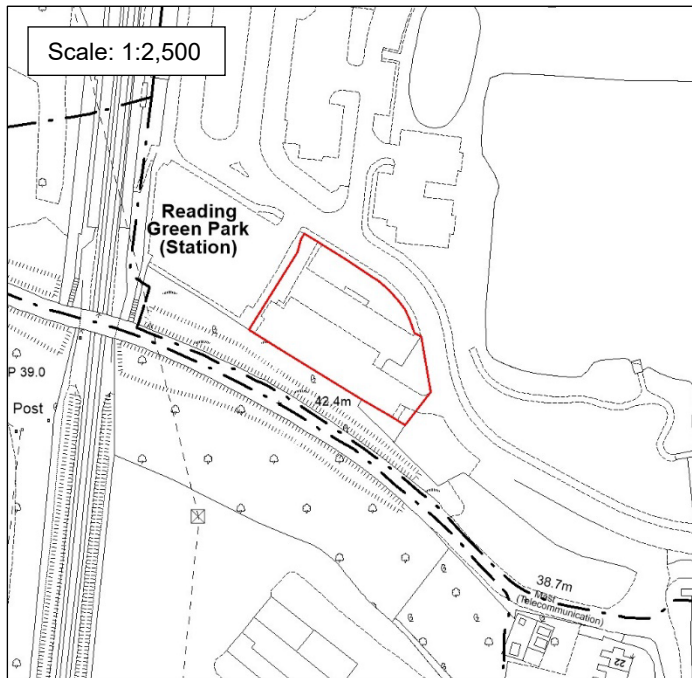 Scale: 1:2,500
Reading
Green Park
(Station)
P 39.0
Post
42.4m
38.7m
Mast
(Telecommunication)
22